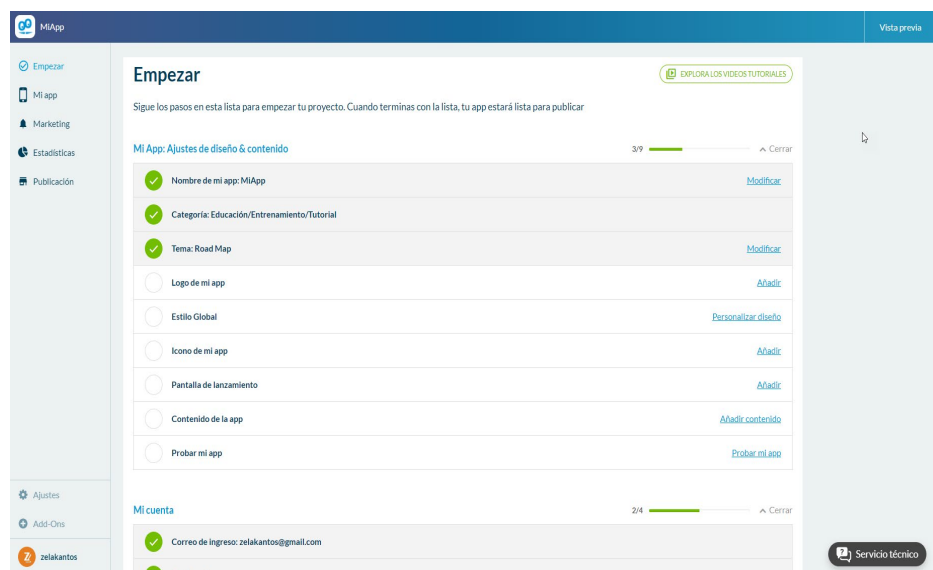 MiApp
Vista previa
Empezar
Mi app
Marketing
Estadísticas
Publicación
Ajustes
Add-Ons
zelakantos
Empezar
EXPLORA LOS VIDEOS TUTORIALES
Sigue los pasos en esta lista para empezar tu proyecto. Cuando terminas con la lista, tu app estará lista para publicar
Mi App: Ajustes de diseño & contenido 3/9 Cerrar
Nombre de mi app: MiApp Modificar
Categoría: Educación/Entrenamiento/Tutorial
Tema: Road Map Modificar
Logo de mi app Añadir
Estilo Global Personalizar diseño
Icono de mi app Añadir
Pantalla de lanzamiento Añadir
Contenido de la app Añadir contenido
Probar mi app Probar mi app
Mi cuenta 2/4 Cerrar
Correo de ingreso: zelakantos@gmail.com
Servicio técnico